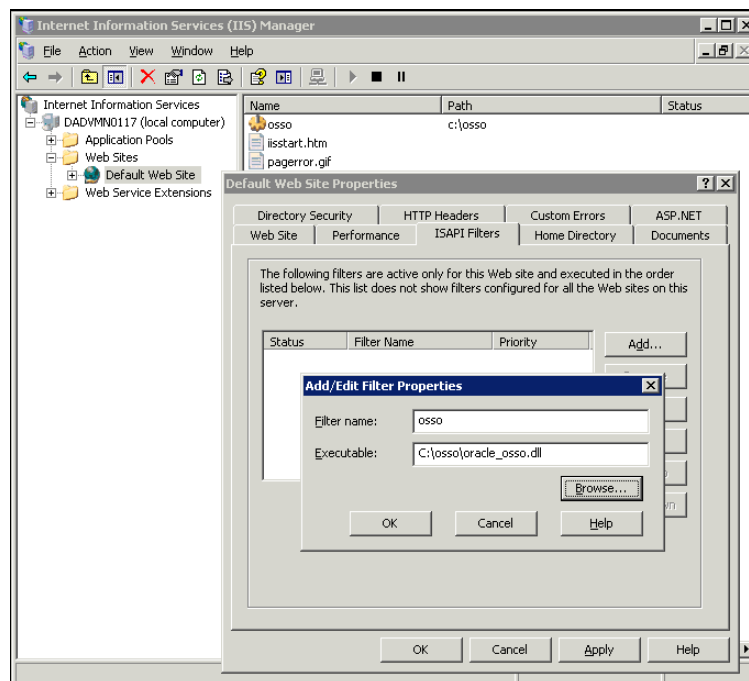 Internet Information Services (IIS) Manager
File Action View Window Help
Internet Information Services
DADVMN0117 (local computer)
Application Pools
Web Sites
Default Web Site
Web Service Extensions
Name Path Status
osso c:\osso
iisstart.htm
pagerror.gif
Default Web Site Properties
Directory Security HTTP Headers Custom Errors ASP.NET
Web Site Performance ISAPI Filters Home Directory Documents
The following filters are active only for this Web site and executed in the order
listed below. This list does not show filters configured for all the Web sites on this
server.
Status Filter Name Priority
Add...
Add/Edit Filter Properties
Filter name: osso
Executable: C:\osso\oracle_osso.dll
Browse...
OK Cancel Help
OK Cancel Apply Help